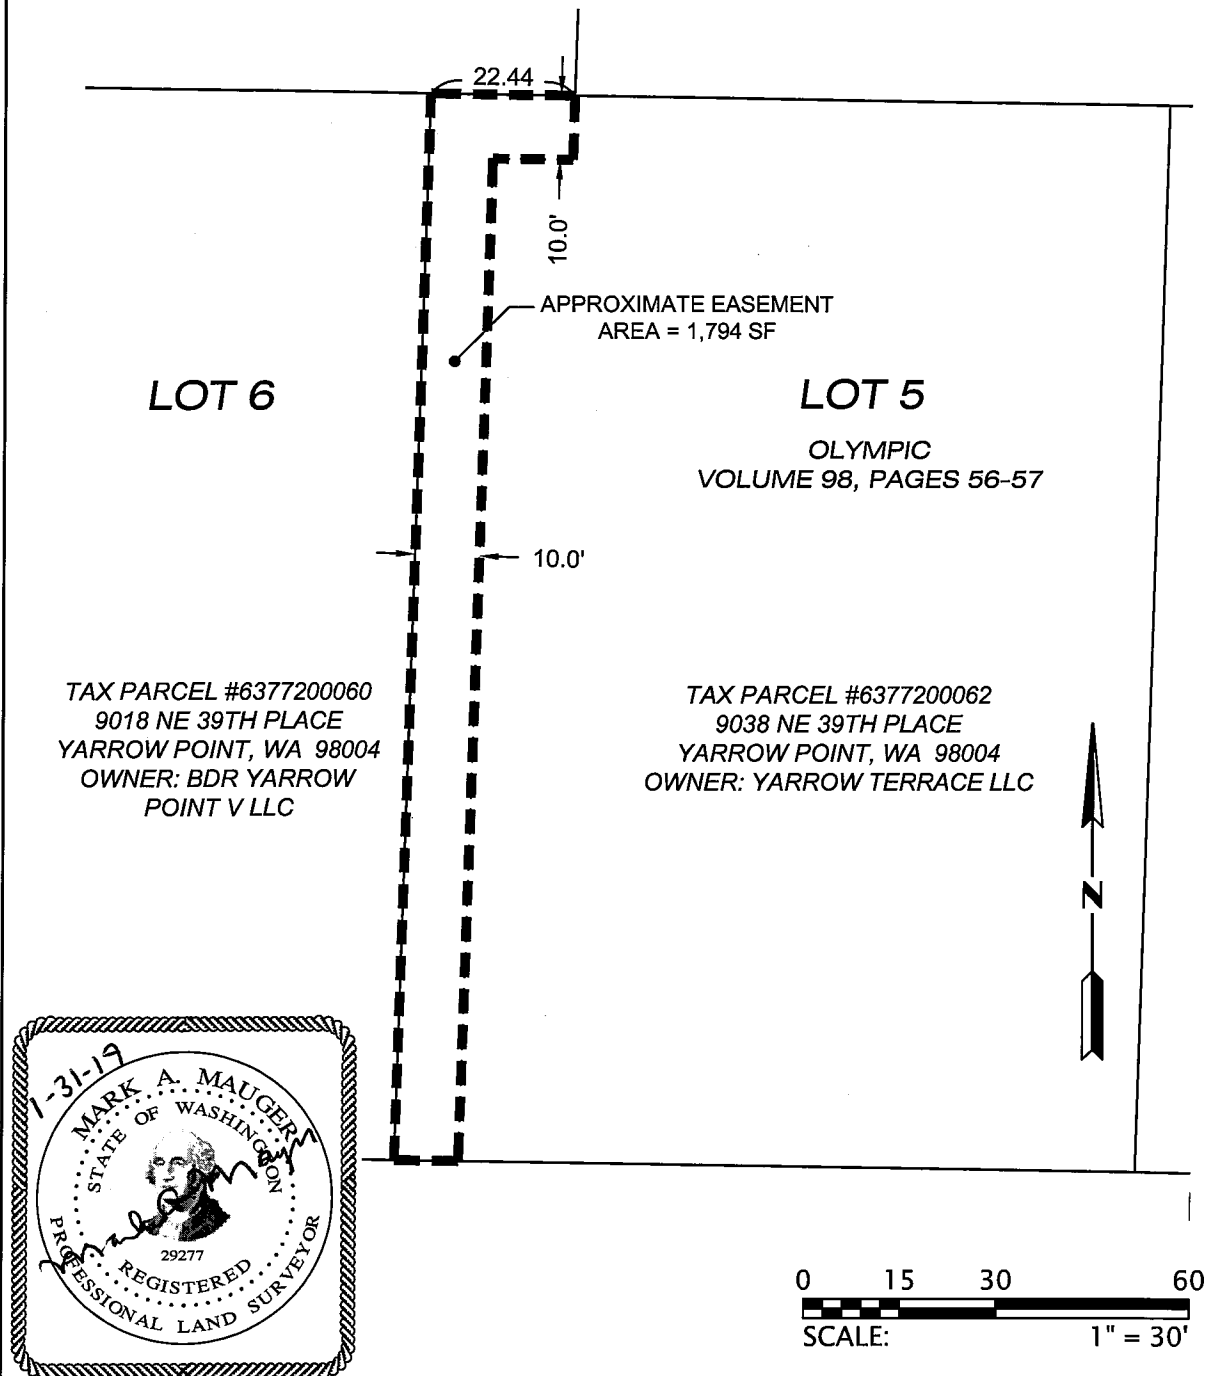 22.44
10.0'
APPROXIMATE EASEMENT
AREA = 1,794 SF
LOT 6
LOT 5
OLYMPIC
VOLUME 98, PAGES 56-57
10.0'
TAX PARCEL #6377200060
9018 NE 39TH PLACE
YARROW POINT, WA 98004
OWNER: BDR YARROW
POINT V LLC
TAX PARCEL #6377200062
9038 NE 39TH PLACE
YARROW POINT, WA 98004
OWNER: YARROW TERRACE LLC
N
1-31-19
MARK A. MAUGER
STATE OF WASHINGTON
29277
REGISTERED
PROFESSIONAL LAND SURVEYOR
0 15 30 60
SCALE: 1" = 30'